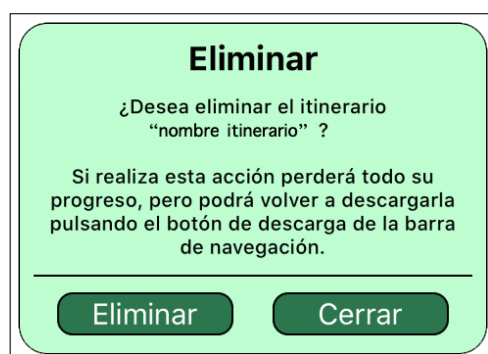 Eliminar
¿Desea eliminar el itinerario
“nombre itinerario” ?
Si realiza esta acción perderá todo su
progreso, pero podrá volver a descargarla
pulsando el botón de descarga de la barra
de navegación.
Eliminar Cerrar